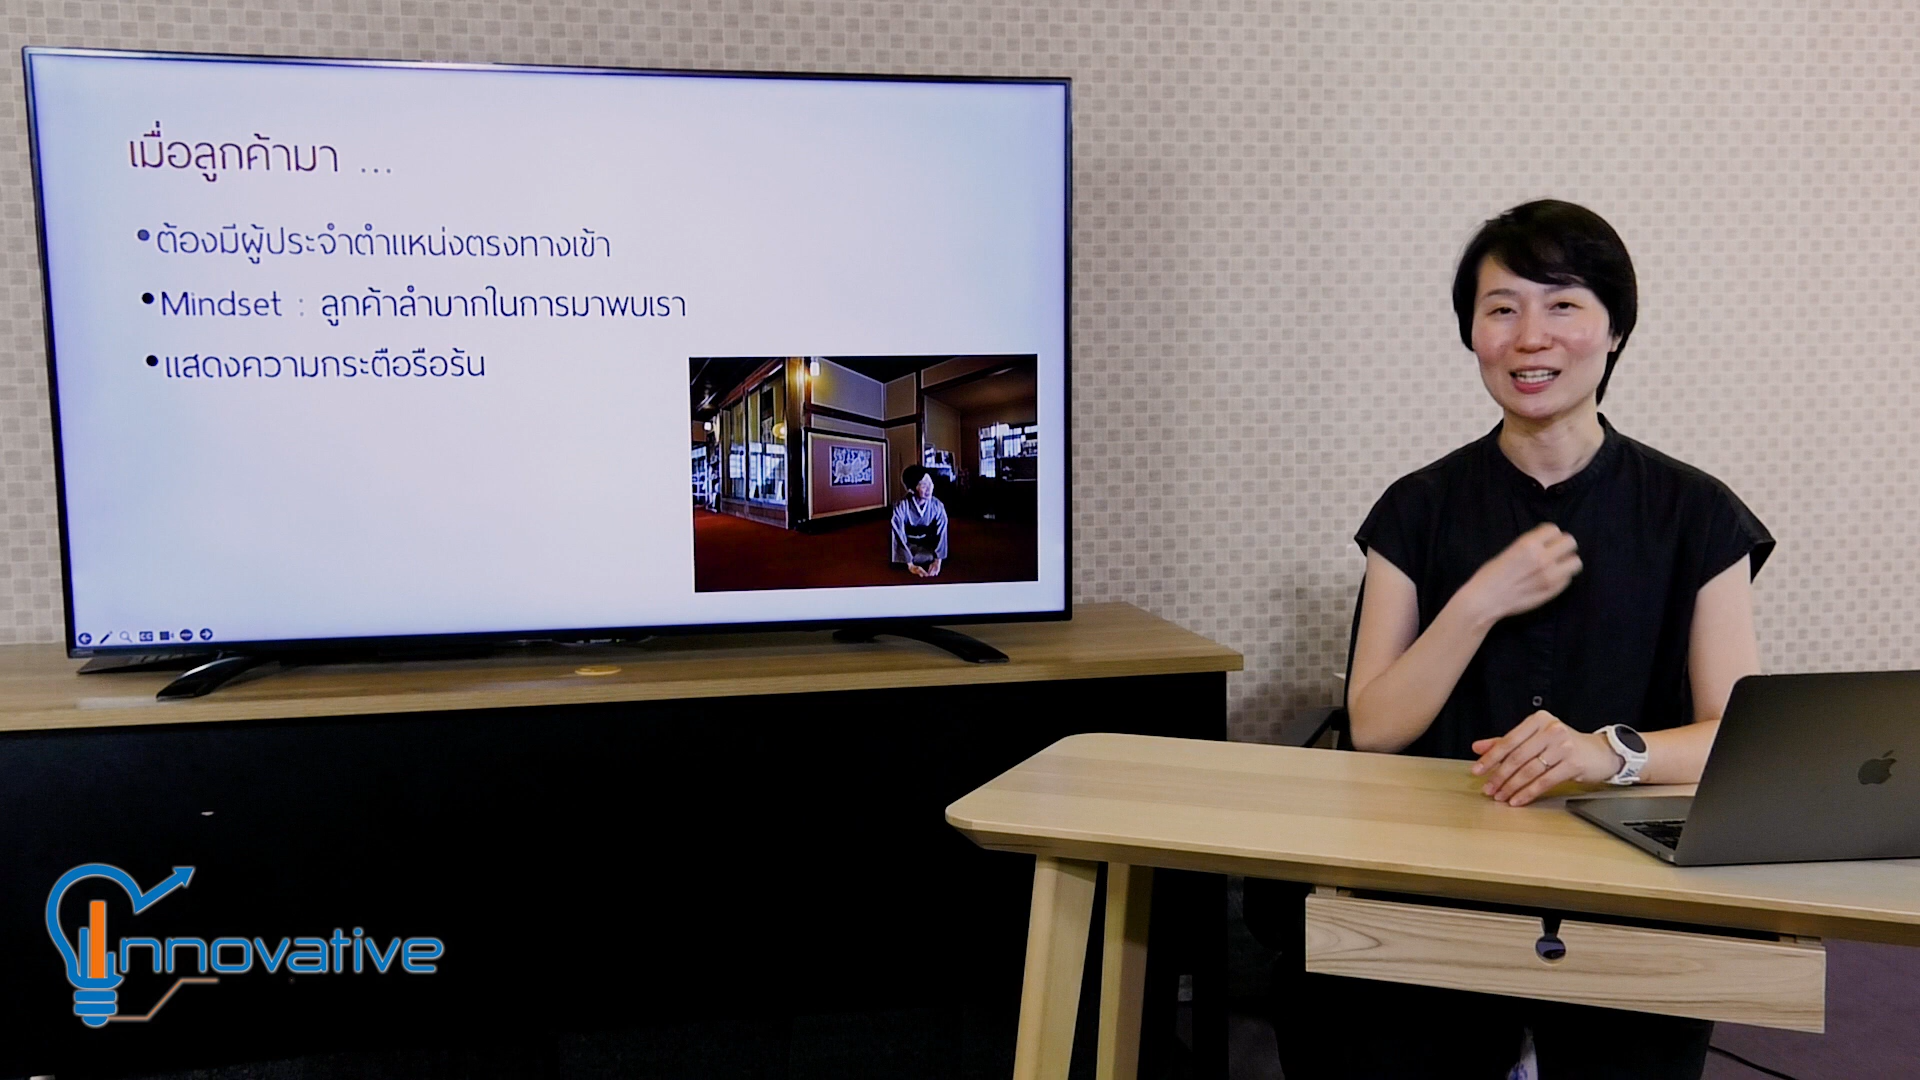 เมื่อลูกค้ามา ...
•ต้องมีผู้ประจำตำแหน่งตรงทางเข้า
•Mindset : ลูกค้าลำบากในการมาพบเรา
•แสดงความกระตือรือร้น
Innovative